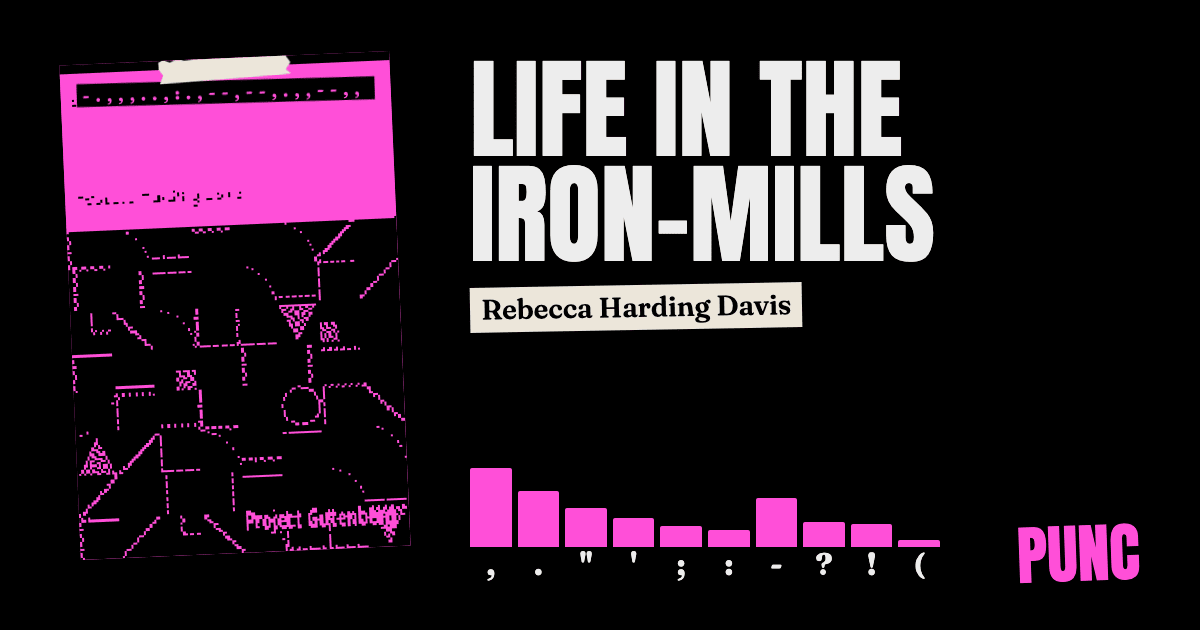 LIFE IN THE
IRON-MILLS
Rebecca Harding Davis
Project Gutenberg
, . " ' ; : - ? ! (
PUNC